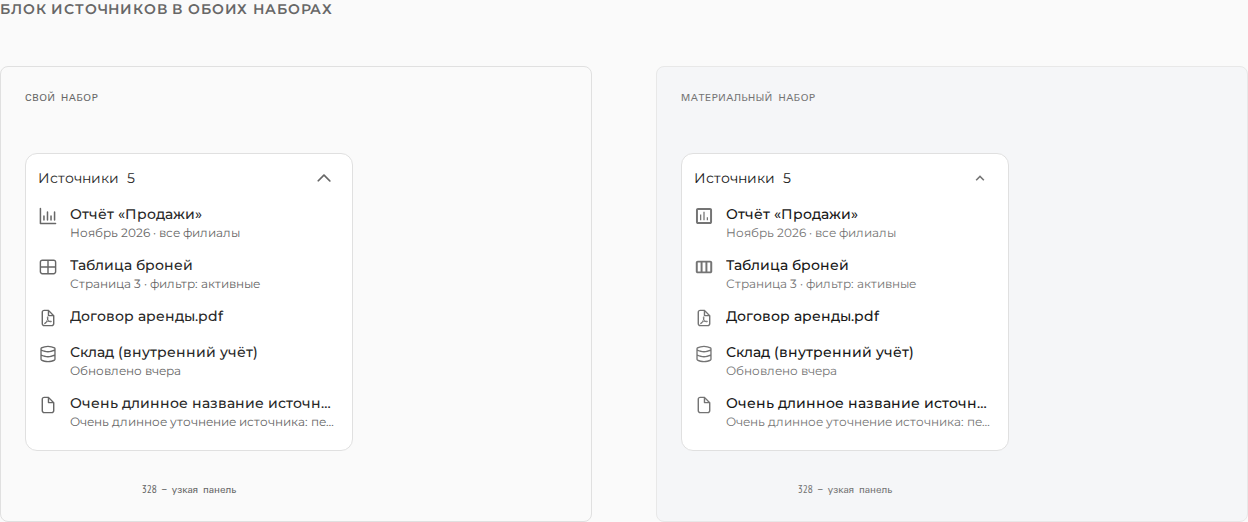 БЛОК ИСТОЧНИКОВ В ОБОИХ НАБОРАХ
СВОЙ НАБОР
Источники 5
Отчёт «Продажи»
Ноябрь 2026 · все филиалы
Таблица броней
Страница 3 · фильтр: активные
Договор аренды.pdf
Склад (внутренний учёт)
Обновлено вчера
Очень длинное название источн...
Очень длинное уточнение источника: пе...
328 — узкая панель
МАТЕРИАЛЬНЫЙ НАБОР
Источники 5
Отчёт «Продажи»
Ноябрь 2026 · все филиалы
Таблица броней
Страница 3 · фильтр: активные
Договор аренды.pdf
Склад (внутренний учёт)
Обновлено вчера
Очень длинное название источн...
Очень длинное уточнение источника: пе...
328 — узкая панель